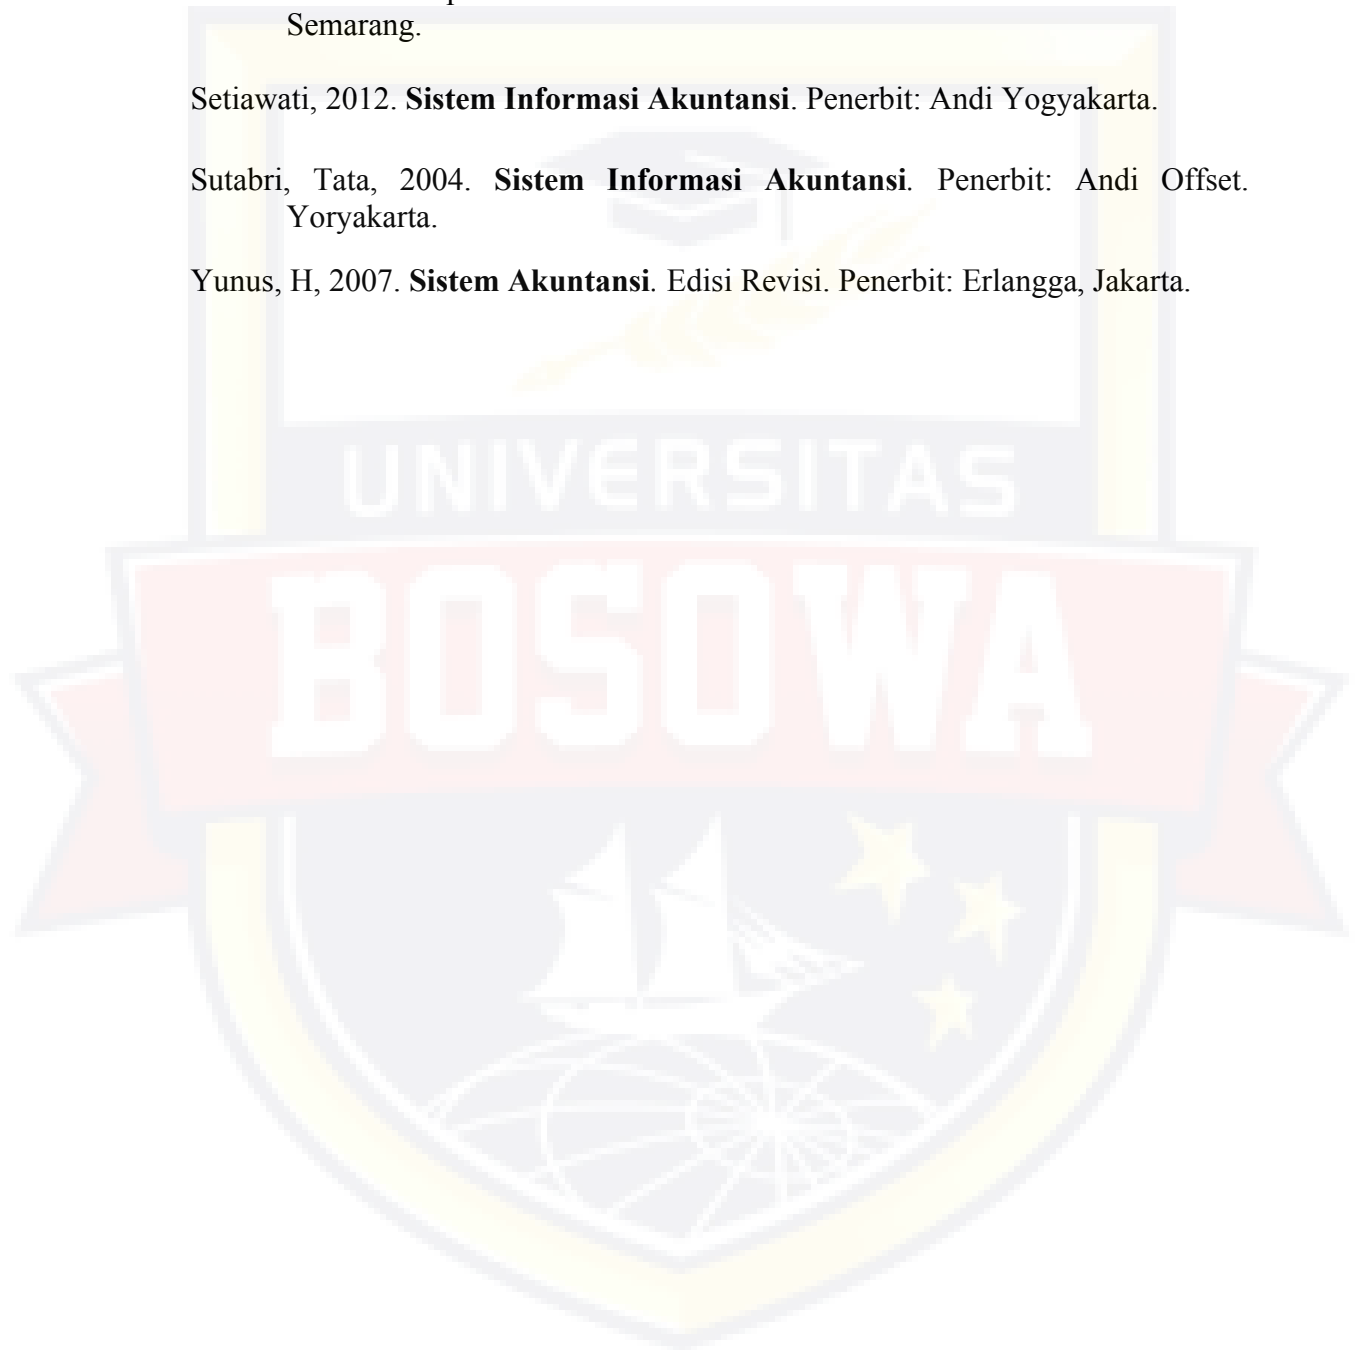 Semarang.
Setiawati, 2012. Sistem Informasi Akuntansi. Penerbit: Andi Yogyakarta.
Sutabri, Tata, 2004. Sistem Informasi Akuntansi. Penerbit: Andi Offset.
Yoryakarta.
Yunus, H, 2007. Sistem Akuntansi. Edisi Revisi. Penerbit: Erlangga, Jakarta.
UNIVERSITAS
BOSOWA